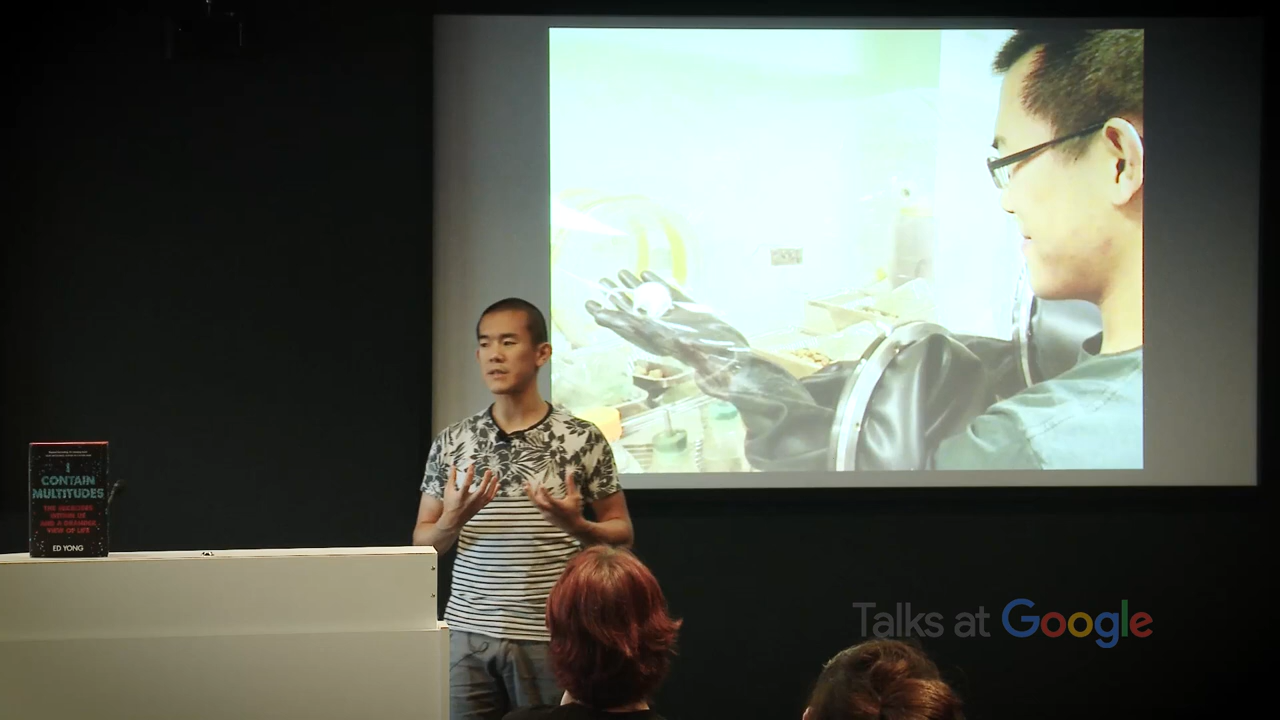 I
CONTAIN
MULTITUDES
THE MICROBES
WITHIN US
AND A GRANDER
VIEW OF LIFE
ED YONG
Talks at Google